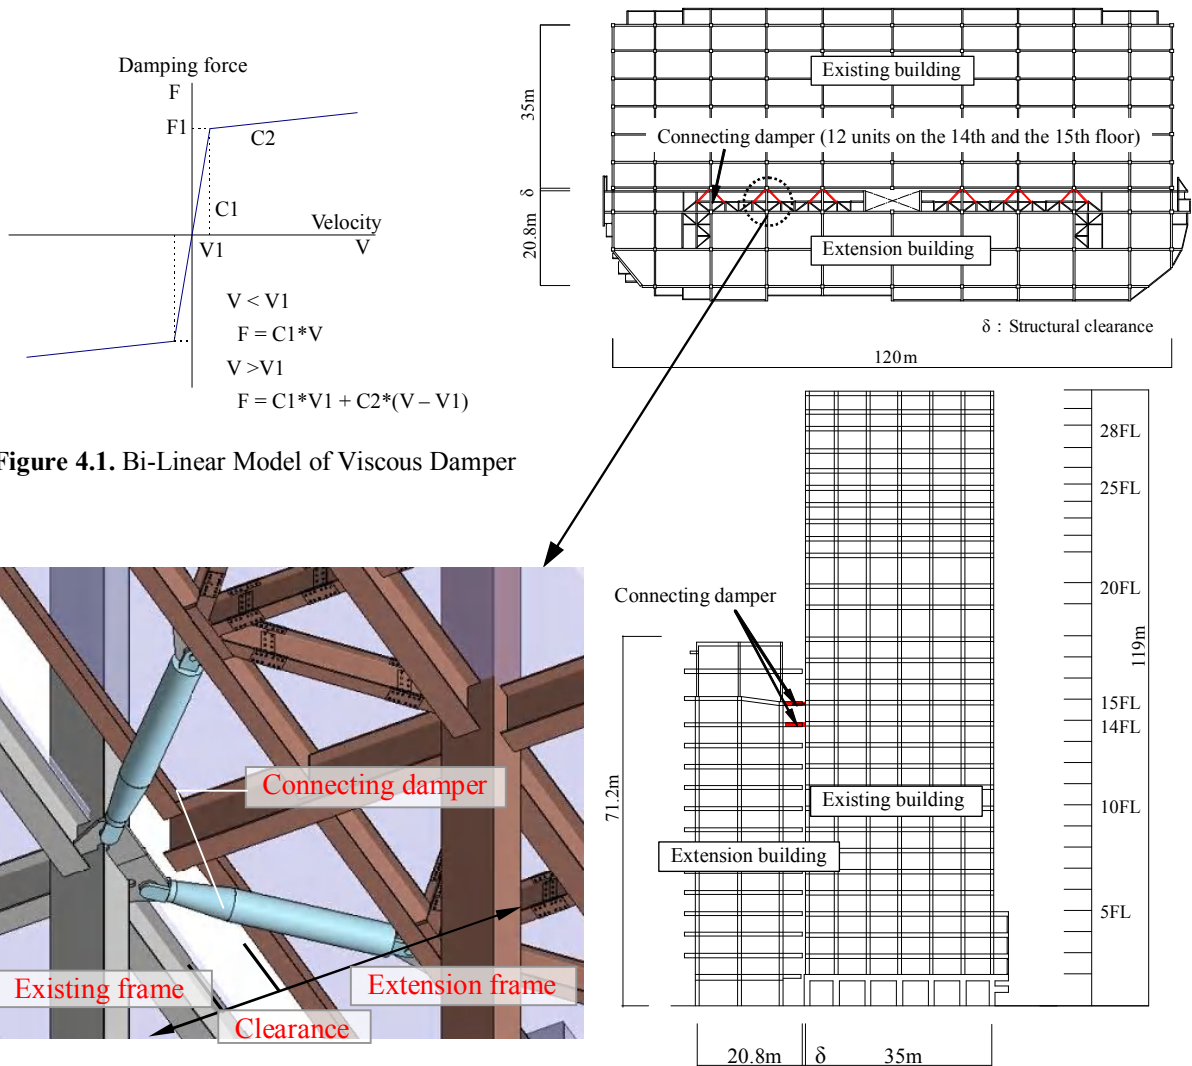 Damping force
F
F1
C2
C1
Velocity
V1
V
V < V1
F = C1*V
V >V1
F = C1*V1 + C2*(V – V1)
Figure 4.1. Bi-Linear Model of Viscous Damper
Existing building
Connecting damper (12 units on the 14th and the 15th floor)
Extension building
35m
δ
20.8m
δ : Structural clearance
120m
Connecting damper
Existing frame
Extension frame
Clearance
Connecting damper
Existing building
Extension building
28FL
25FL
20FL
15FL
14FL
10FL
5FL
119m
71.2m
20.8m
δ
35m